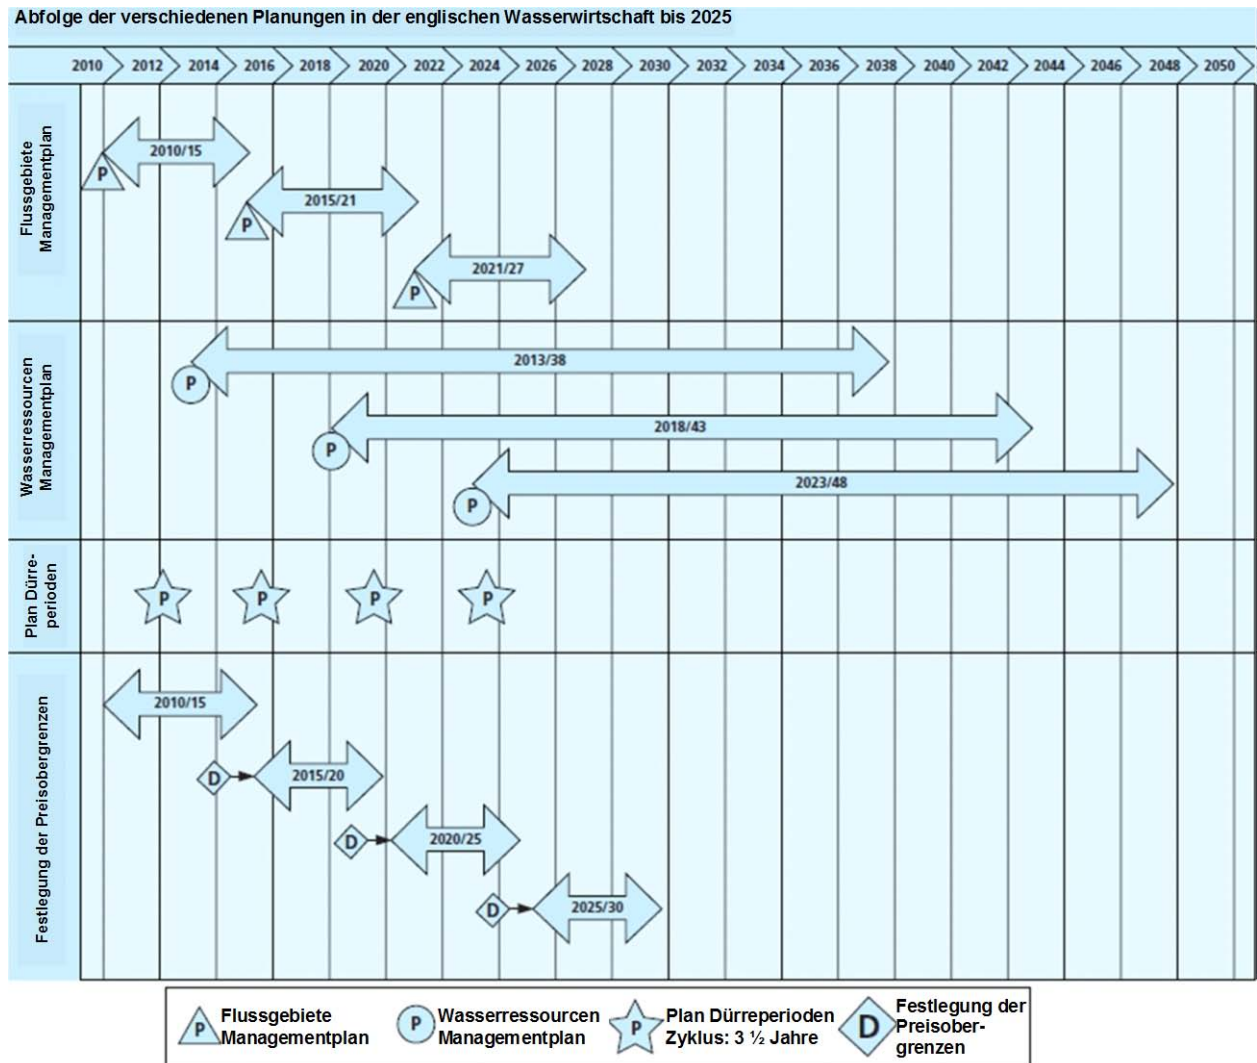 Abfolge der verschiedenen Planungen in der englischen Wasserwirtschaft bis 2025
2010 2012 2014 2016 2018 2020 2022 2024 2026 2028 2030 2032 2034 2036 2038 2040 2042 2044 2046 2048 2050
Flussgebiete
Managementplan
2010/15
P
2015/21
P
2021/27
P
Wasserressourcen
Managementplan
2013/38
P
2018/43
P
2023/48
P
Plan Dürre-
perioden
P P P P
Festlegung der Preisobergrenzen
2010/15
D 2015/20
D 2020/25
D 2025/30
P Flussgebiete
Managementplan
P Wasserressourcen
Managementplan
P Plan Dürreperioden
Zyklus: 3 ½ Jahre
D Festlegung der
Preisober-
grenzen